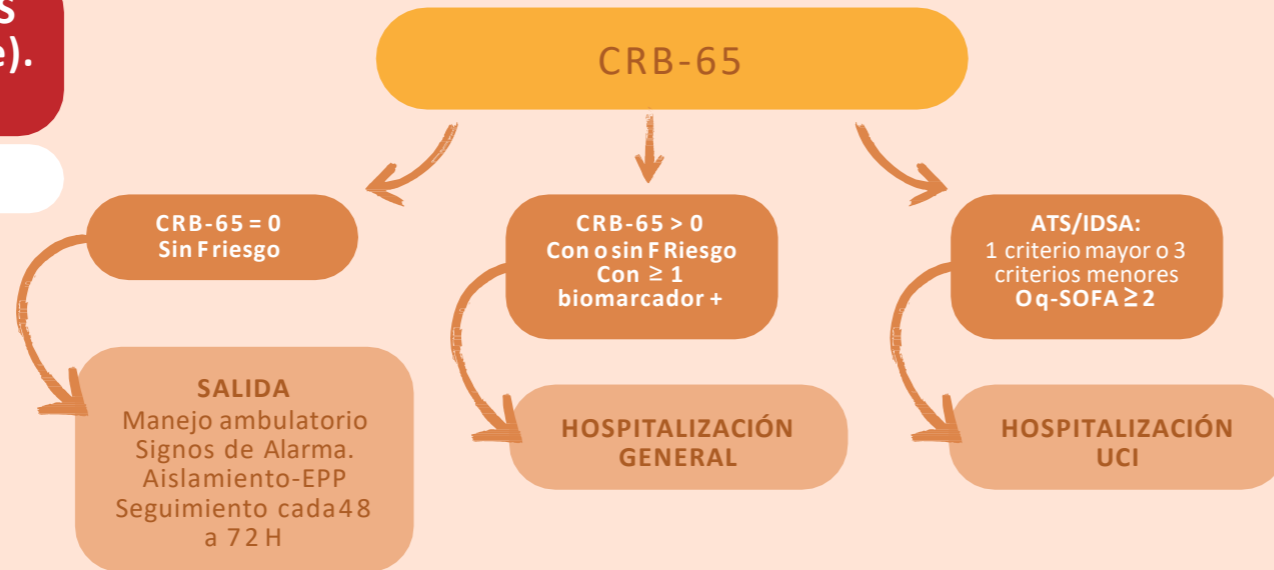 s
e).
CRB-65
CRB-65 = 0
Sin F riesgo
SALIDA
Manejo ambulatorio
Signos de Alarma.
Aislamiento-EPP
Seguimiento cada 48
a 72 H
CRB-65 > 0
Con o sin F Riesgo
Con ≥ 1
biomarcador +
HOSPITALIZACIÓN
GENERAL
ATS/IDSA:
1 criterio mayor o 3
criterios menores
O q-SOFA ≥ 2
HOSPITALIZACIÓN
UCI